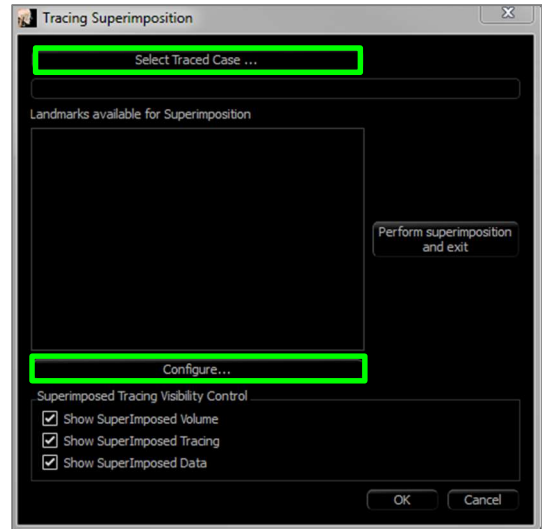 Tracing Superimposition
Select Traced Case ...
Landmarks available for Superimposition
Perform superimposition
and exit
Configure...
Superimposed Tracing Visibility Control
Show SuperImposed Volume
Show SuperImposed Tracing
Show SuperImposed Data
OK
Cancel